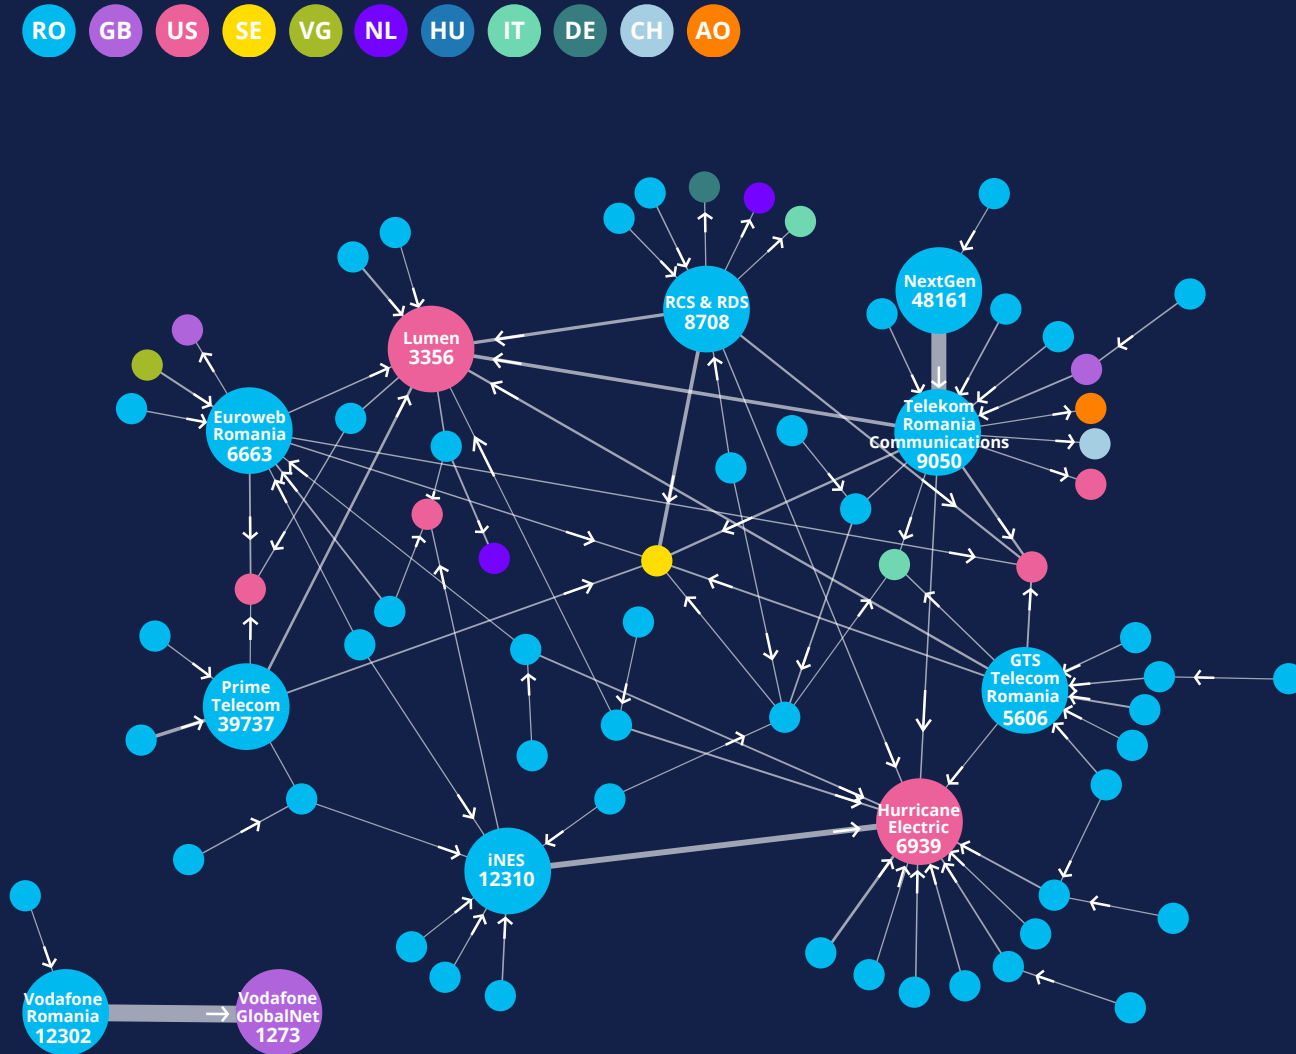 RO GB US SE VG NL HU IT DE CH AO
NextGen
48161
RCS & RDS
8708
Lumen
3356
Telekom
Romania
Communications
9050
Euroweb
Romania
6663
GTS
Telecom
Romania
5606
Prime
Telecom
39737
Hurricane
Electric
6939
iNES
12310
Vodafone
Romania
12302
Vodafone
GlobalNet
1273